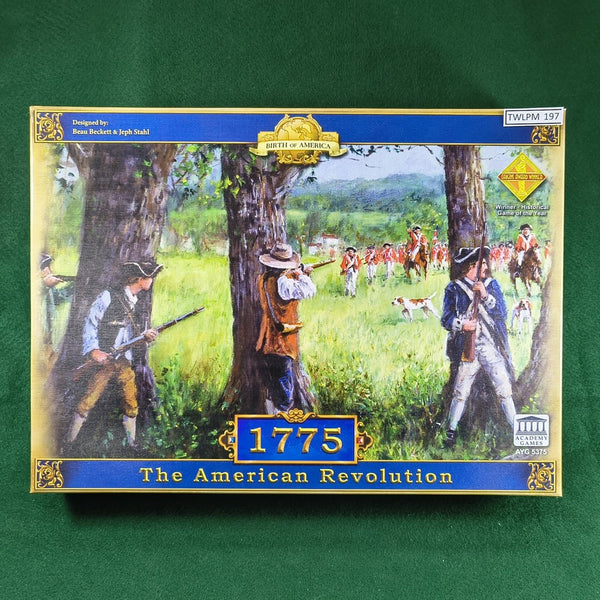 Designed by:
Beau Beckett & Jeph Stahl
TWLPM 197
BIRTH OF AMERICA
Winner - Historical
Game of the Year
1775
The American Revolution
ACADEMY
GAMES
AYG 5375